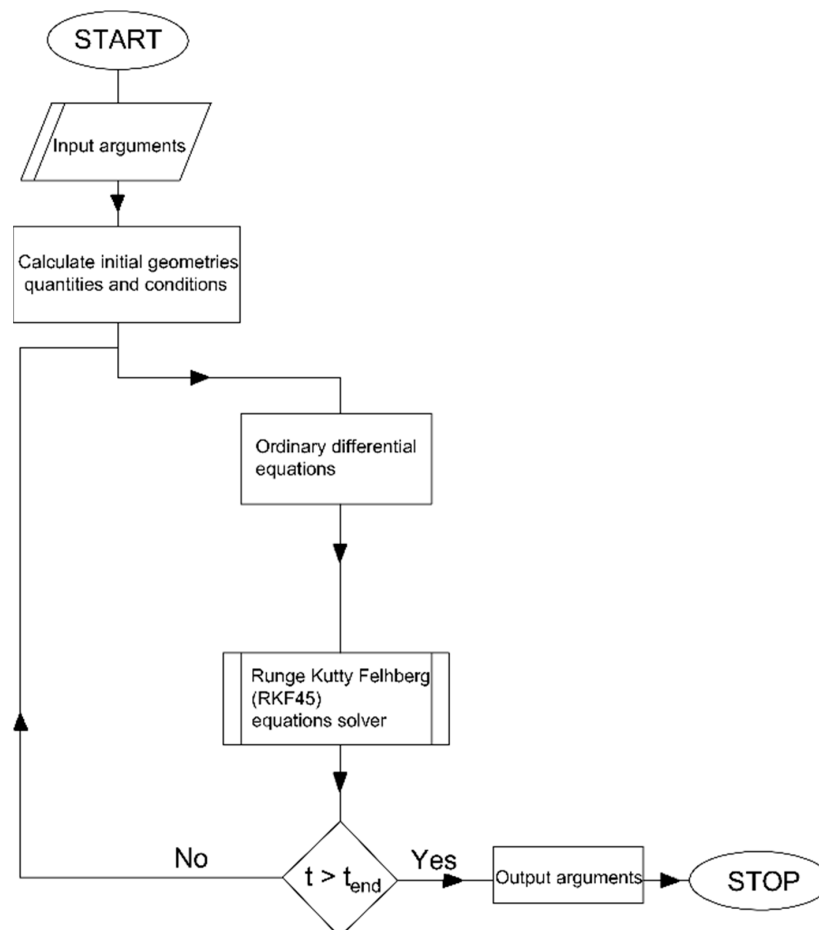 START
Input arguments
Calculate initial geometries
quantities and conditions
Ordinary differential
equations
Runge Kutty Felhberg
(RKF45)
equations solver
No
t > tend
Yes
Output arguments
STOP